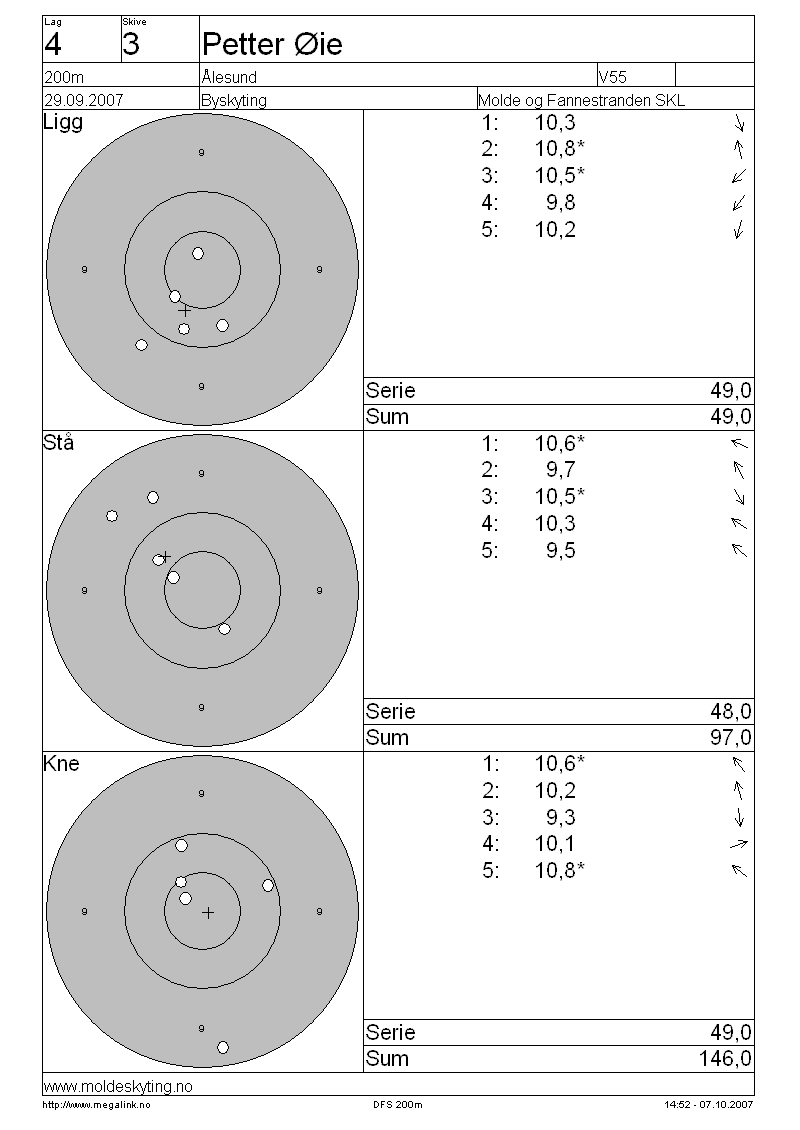 Lag
4
Skive
3
Petter Øie
200m
Ålesund
V55
29.09.2007
Byskyting
Molde og Fannestranden SKL
Ligg
9
9
9
9
1: 10,3
2: 10,8*
3: 10,5*
4: 9,8
5: 10,2
Serie 49,0
Sum 49,0
Stå
9
9
9
9
1: 10,6*
2: 9,7
3: 10,5*
4: 10,3
5: 9,5
Serie 48,0
Sum 97,0
Kne
9
9
9
9
1: 10,6*
2: 10,2
3: 9,3
4: 10,1
5: 10,8*
Serie 49,0
Sum 146,0
www.moldeskyting.no
http://www.megalink.no
DFS 200m
14:52 - 07.10.2007